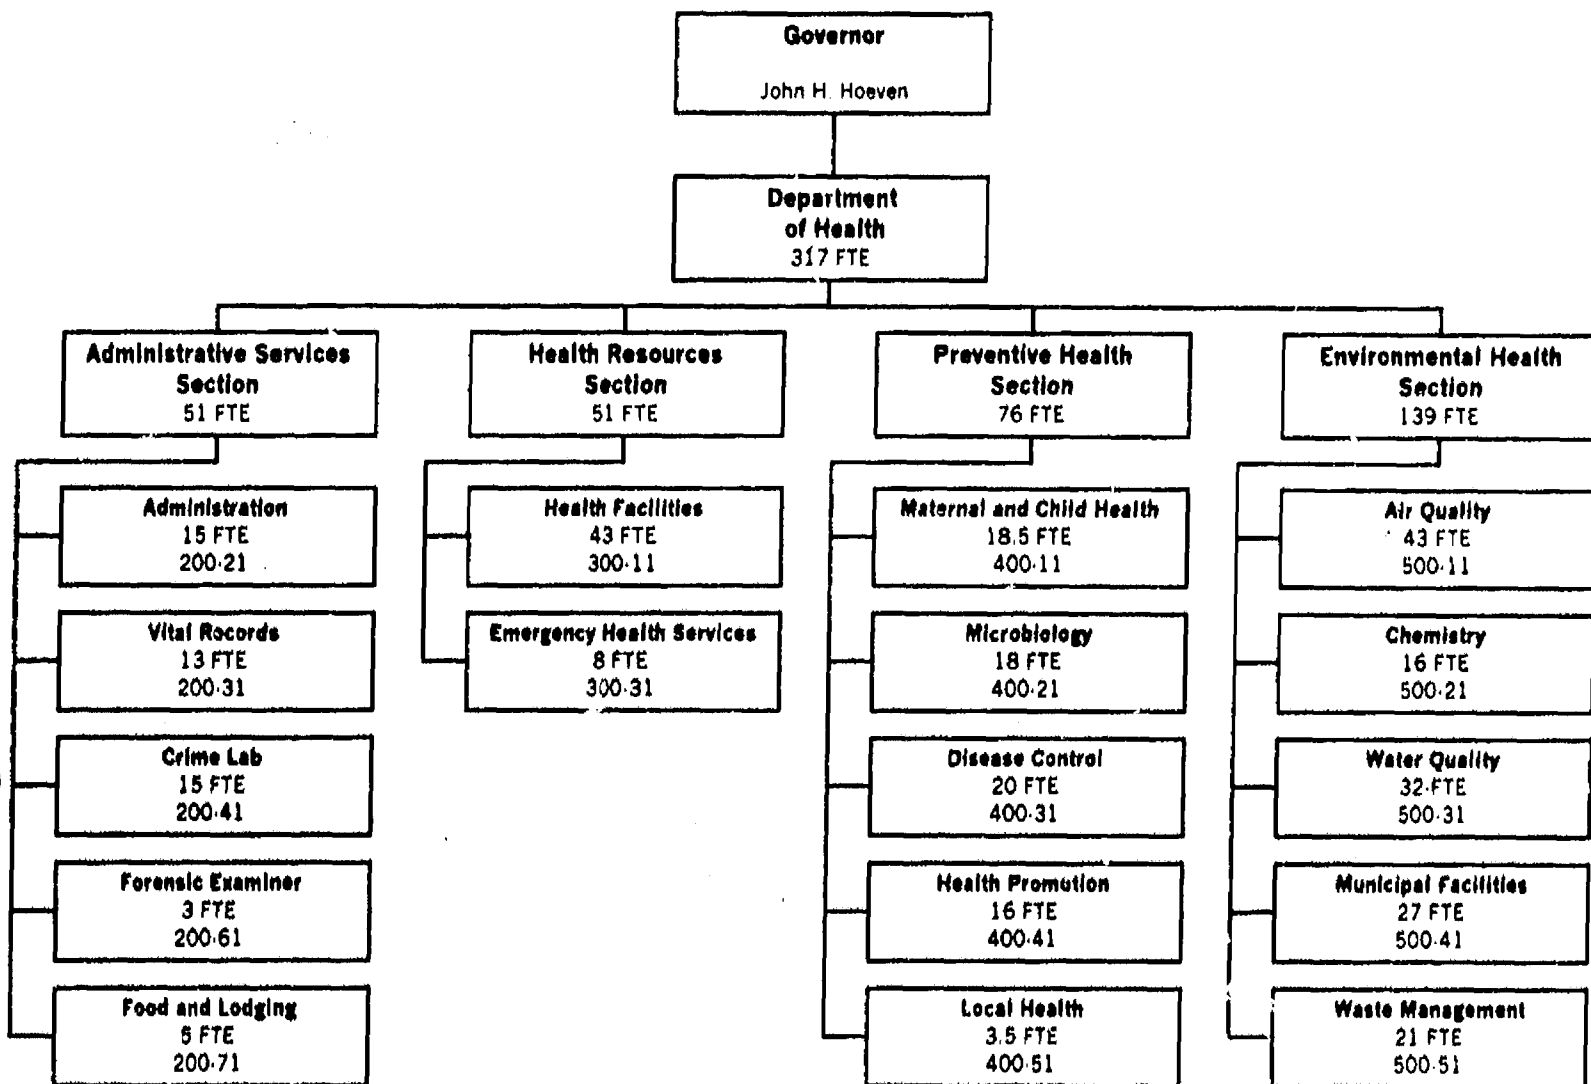 Governor
John H. Hoeven
Department
of Health
317 FTE
Administrative Services
Section
51 FTE
Health Resources
Section
51 FTE
Preventive Health
Section
76 FTE
Environmental Health
Section
139 FTE
Administration
15 FTE
200-21
Vital Records
13 FTE
200-31
Crime Lab
15 FTE
200-41
Forensic Examiner
3 FTE
200-61
Food and Lodging
5 FTE
200-71
Health Facilities
43 FTE
300-11
Emergency Health Services
8 FTE
300-31
Maternal and Child Health
18.5 FTE
400-11
Microbiology
18 FTE
400-21
Disease Control
20 FTE
400-31
Health Promotion
16 FTE
400-41
Local Health
3.5 FTE
400-51
Air Quality
43 FTE
500-11
Chemistry
16 FTE
500-21
Water Quality
32 FTE
500-31
Municipal Facilities
27 FTE
500-41
Waste Management
21 FTE
500-51